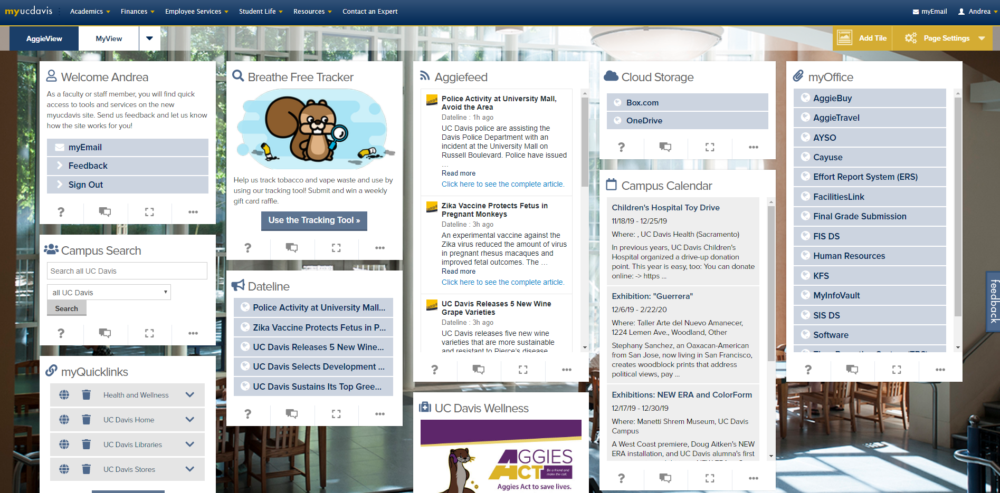 myucdavis
Academics
Finances
Employee Services
Student Life
Resources
Contact an Expert
myEmail
Andrea
AggieView
MyView
Add Tile
Page Settings
Welcome Andrea
As a faculty or staff member, you will find quick
access to tools and services on the new
myucdavis site. Send us feedback and let us know
how the site works for you!
myEmail
Feedback
Sign Out
Campus Search
Search all UC Davis
all UC Davis
Search
myQuicklinks
Health and Wellness
UC Davis Home
UC Davis Libraries
UC Davis Stores
Breathe Free Tracker
Help us track tobacco and vape waste and use by
using our tracking tool! Submit and win a weekly
gift card raffle.
Use the Tracking Tool »
Dateline
Police Activity at University Mall...
Zika Vaccine Protects Fetus in P...
UC Davis Releases 5 New Wine...
UC Davis Selects Development ...
UC Davis Sustains Its Top Gree...
Aggiefeed
Police Activity at University Mall,
Avoid the Area
Dateline : 1h ago
UC Davis police are assisting the
Davis Police Department with an
incident at the University Mall on
Russell Boulevard. Police have issued
...
Read more
Click here to see the complete article.
Zika Vaccine Protects Fetus in
Pregnant Monkeys
Dateline : 3h ago
An experimental vaccine against the
Zika virus reduced the amount of virus
in pregnant rhesus macaques and
improved fetal outcomes. The ...
Read more
Click here to see the complete article.
UC Davis Releases 5 New Wine
Grape Varieties
Dateline : 3h ago
UC Davis releases five new wine
varieties that are more sustainable
and resistant to Pierce's disease
UC Davis Wellness
AGGIES
ACT
Be a friend and
make the call.
Aggies Act to save lives.
Cloud Storage
Box.com
OneDrive
Campus Calendar
Children's Hospital Toy Drive
11/18/19 - 12/25/19
Where: , UC Davis Health (Sacramento)
In previous years, UC Davis Children's
Hospital organized a drive-up donation
point. This year is easy, too: You can donate
online: -> https ...
Exhibition: "Guerrera"
12/6/19 - 2/22/20
Where: Taller Arte del Nuevo Amanecer,
1224 Lemen Ave., Woodland, Other
Stephany Sanchez, an Oaxacan-American
from San Jose, now living in San Francisco,
creates woodblock prints that address
political views, pay ...
Exhibitions: NEW ERA and ColorForm
12/17/19 - 12/30/19
Where: Manetti Shrem Museum, UC Davis
Campus
A West Coast premiere, Doug Aitken's NEW
ERA installation, and UC Davis alumna's first
myOffice
AggieBuy
AggieTravel
AYSO
Cayuse
Effort Report System (ERS)
FacilitiesLink
Final Grade Submission
FIS DS
Human Resources
KFS
MyInfoVault
SIS DS
Software
feedback